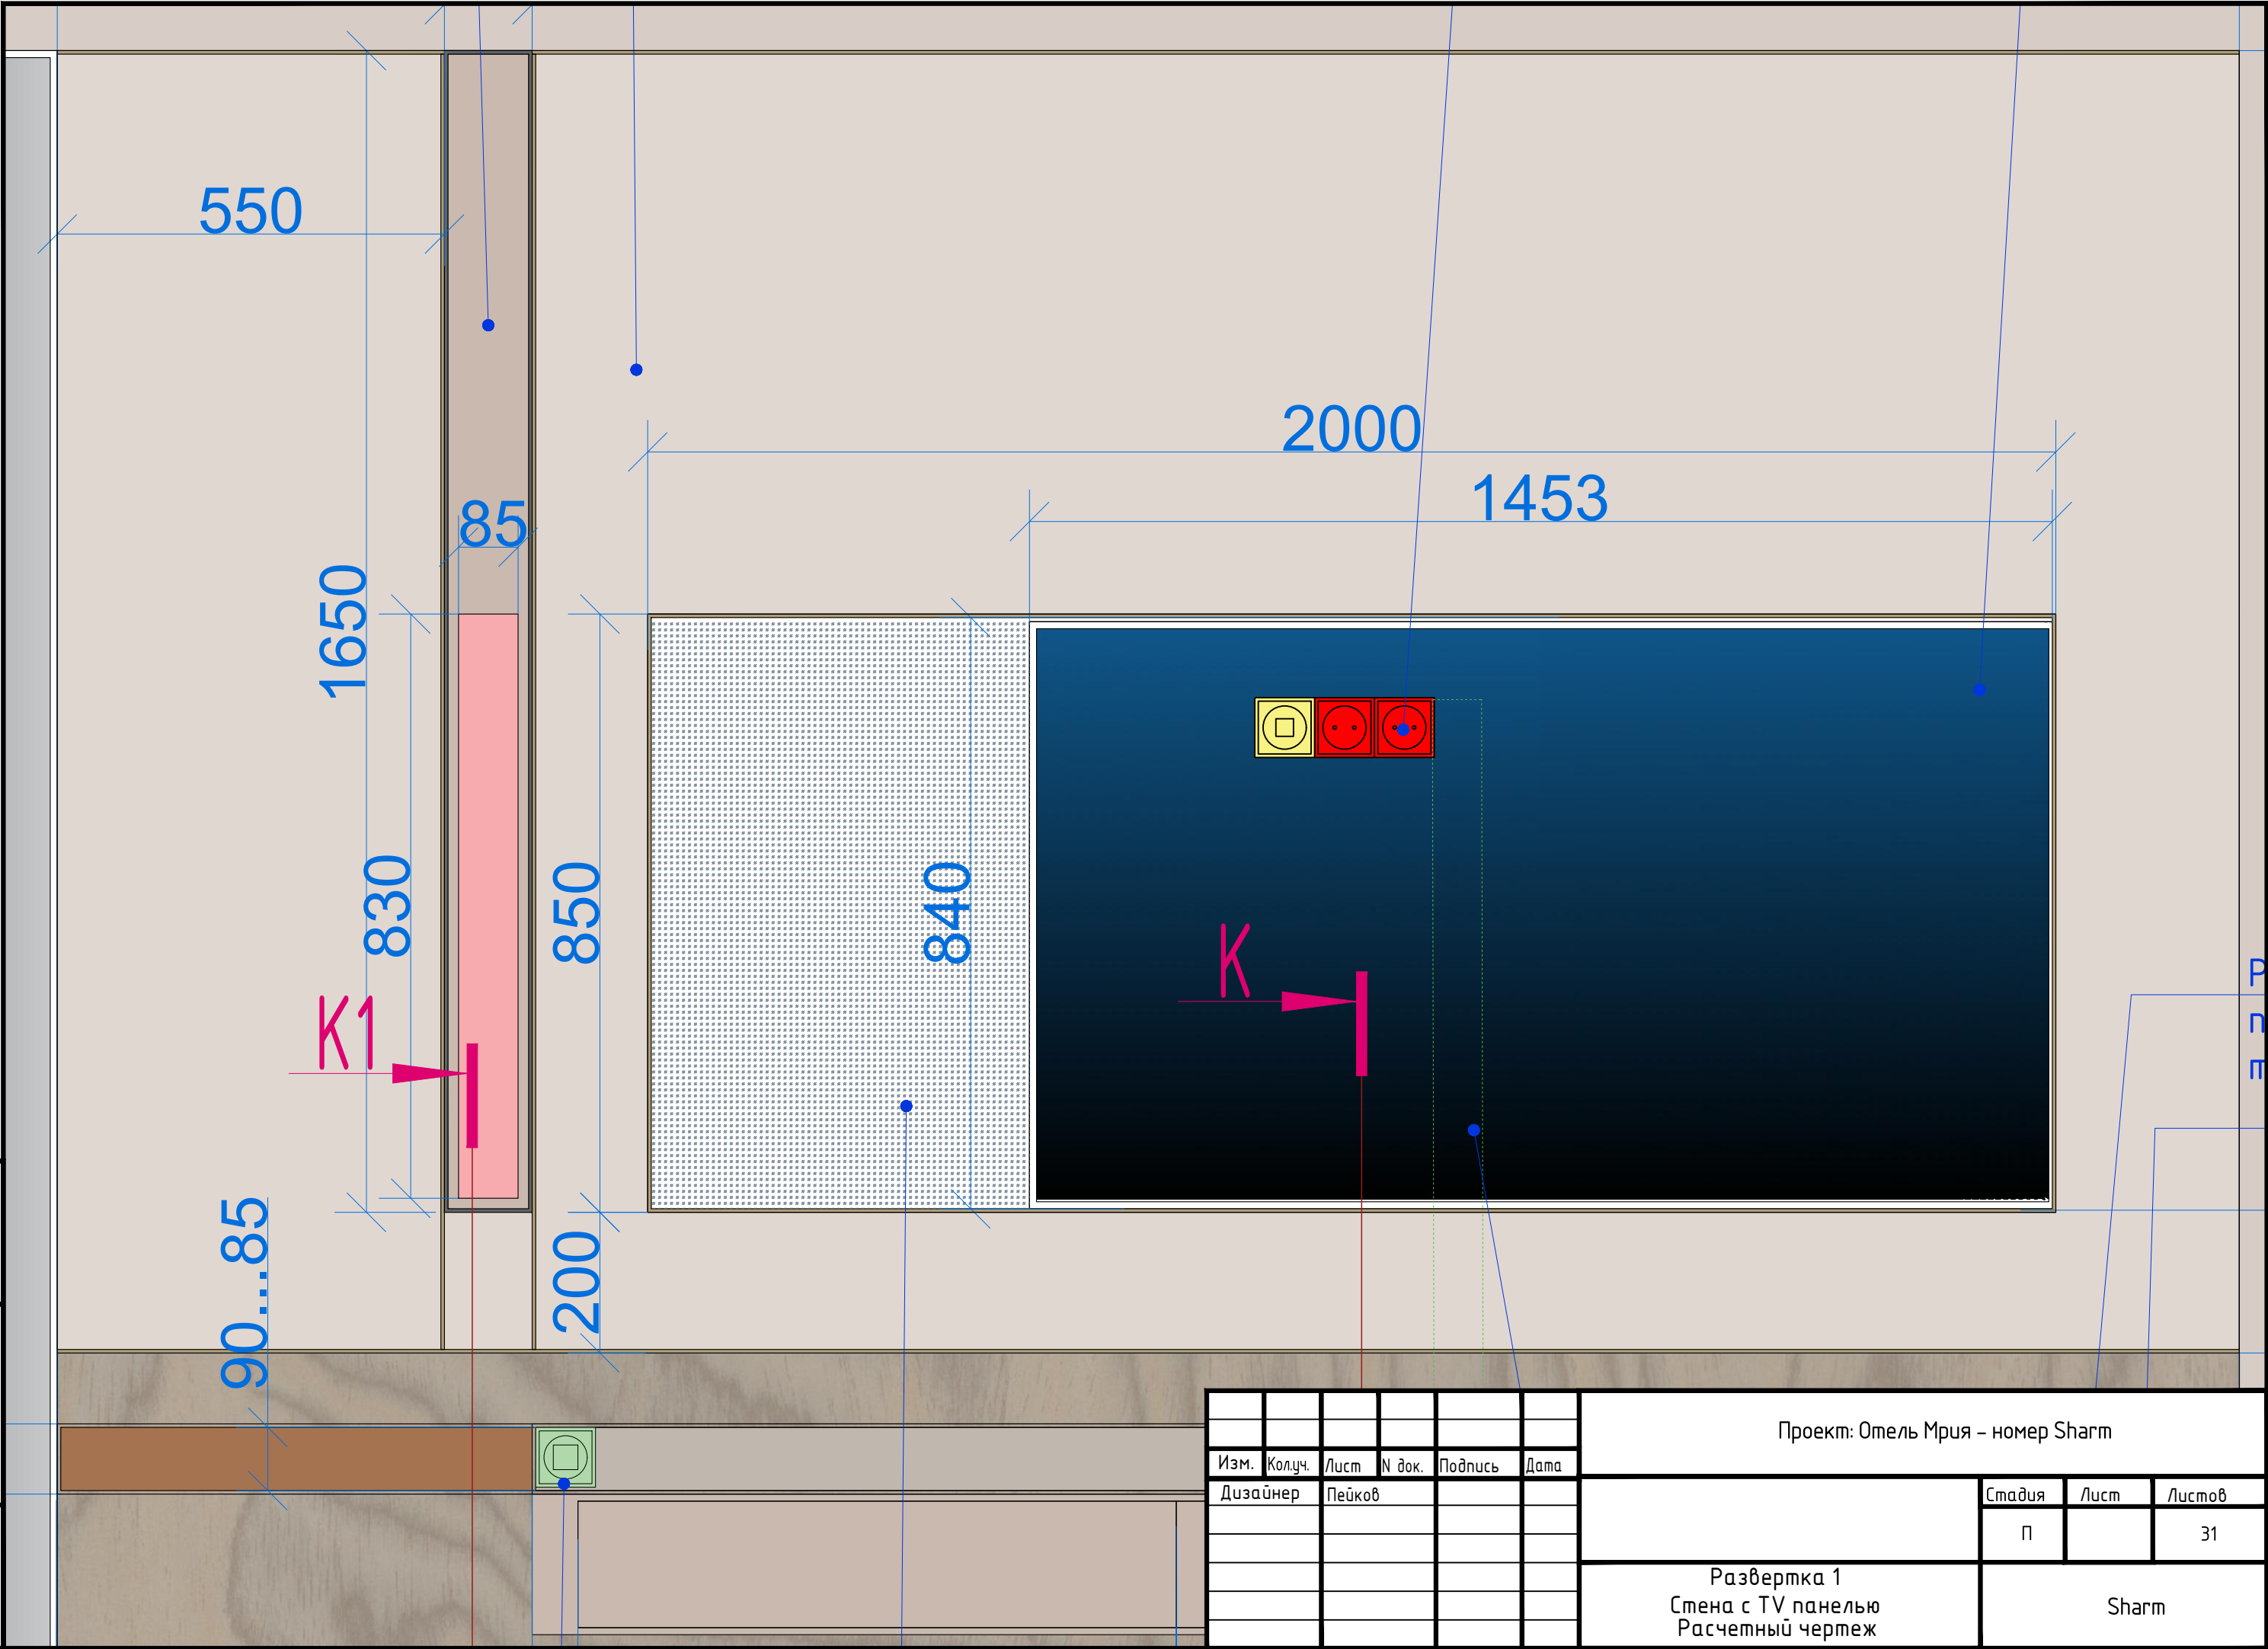 550
2000
1453
85
1650
830
850
840
K
K1
Р
п
т
90...85
200
Проект: Отель Мрия - номер Sharm
Изм. Кол.уч. Лист N док. Подпись Дата
Дизайнер Пейков
Стадия Лист Листов
П 31
Развертка 1
Стена с TV панелью
Расчетный чертеж
Sharm